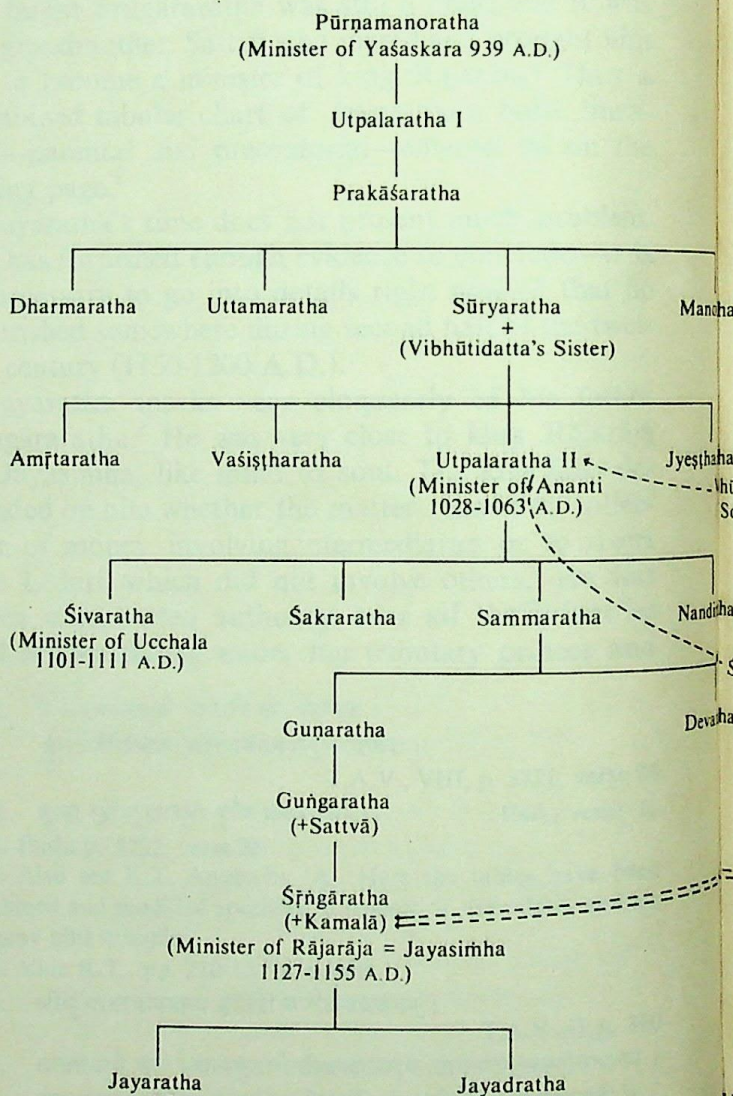 Pūrṇamanoratha
(Minister of Yaśaskara 939 A.D.)
Utpalaratha I
Prakāśaratha
Dharmaratha Uttamaratha Sūryaratha
+
(Vibhūtidatta's Sister)
Amṝtaratha Vaśiṣṭharatha Utpalaratha II
(Minister of Ananti
1028-1063 A.D.)
Śivaratha Śakraratha Sammaratha
(Minister of Ucchala
1101-1111 A.D.)
Guṇaratha
Guṅgaratha
(+Sattvā)
Śṝṅgāratha
(+Kamalā)
(Minister of Rājarāja = Jayasiṁha
1127-1155 A.D.)
Jayaratha Jayadratha